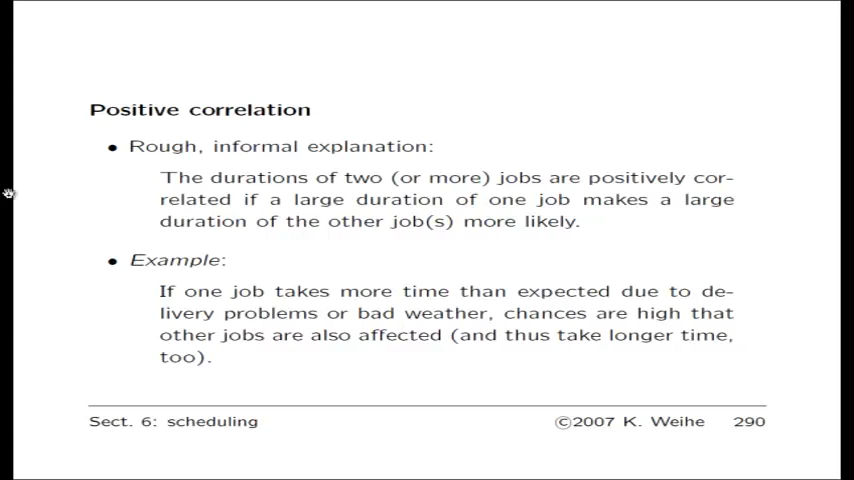 Positive correlation
• Rough, informal explanation:
The durations of two (or more) jobs are positively cor-
related if a large duration of one job makes a large
duration of the other job(s) more likely.
• Example:
If one job takes more time than expected due to de-
livery problems or bad weather, chances are high that
other jobs are also affected (and thus take longer time,
too).
Sect. 6: scheduling ©2007 K. Weihe 290